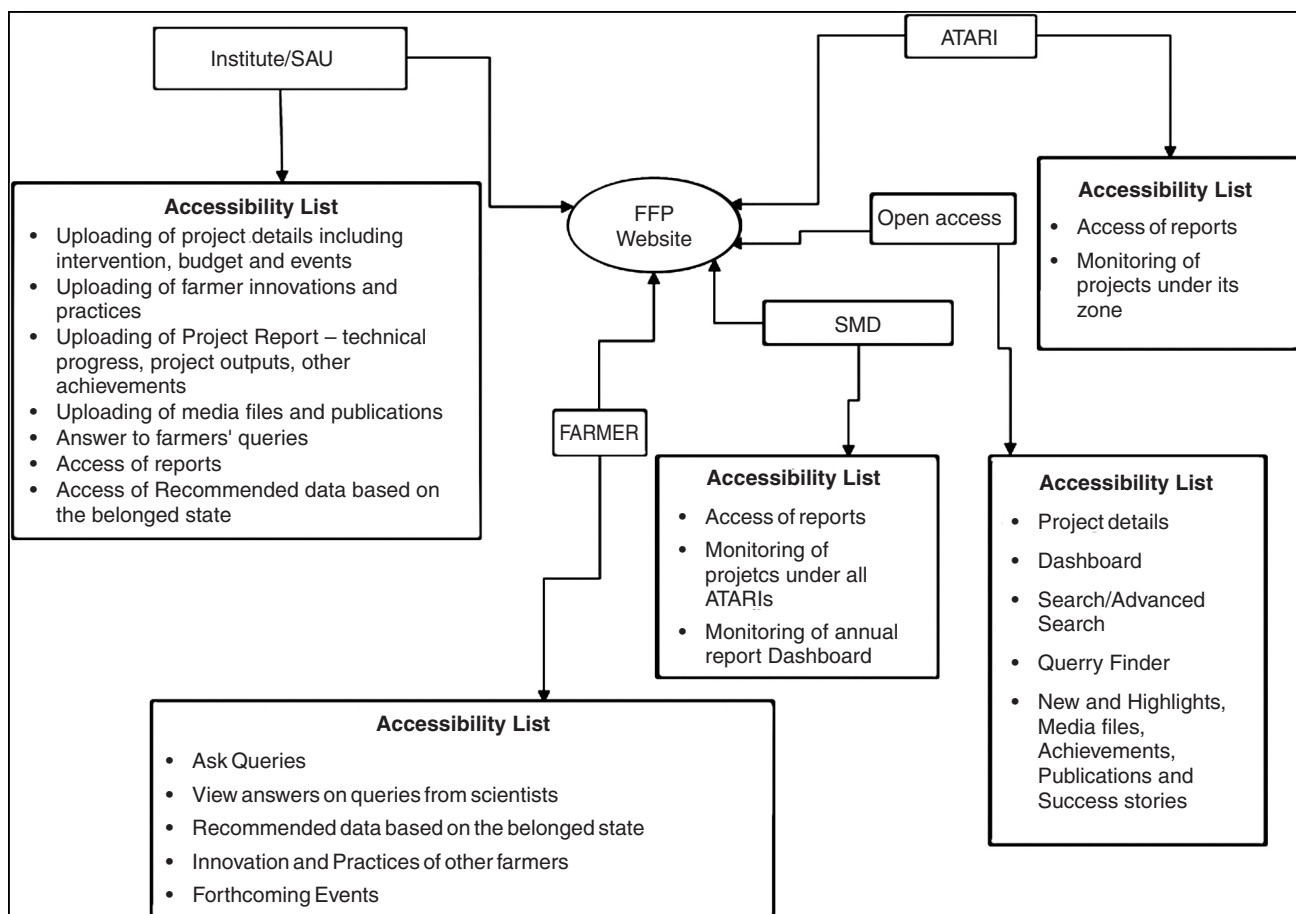 Institute/SAU
ATARI
FFP
Website
Open access
SMD
FARMER
Accessibility List
• Uploading of project details including
intervention, budget and events
• Uploading of farmer innovations and
practices
• Uploading of Project Report – technical
progress, project outputs, other
achievements
• Uploading of media files and publications
• Answer to farmers' queries
• Access of reports
• Access of Recommended data based on
the belonged state
Accessibility List
• Access of reports
• Monitoring of
projects under its
zone
Accessibility List
• Access of reports
• Monitoring of
projetcs under all
ATARIs
• Monitoring of annual
report Dashboard
Accessibility List
• Project details
• Dashboard
• Search/Advanced
Search
• Querry Finder
• New and Highlights,
Media files,
Achievements,
Publications and
Success stories
Accessibility List
• Ask Queries
• View answers on queries from scientists
• Recommended data based on the belonged state
• Innovation and Practices of other farmers
• Forthcoming Events